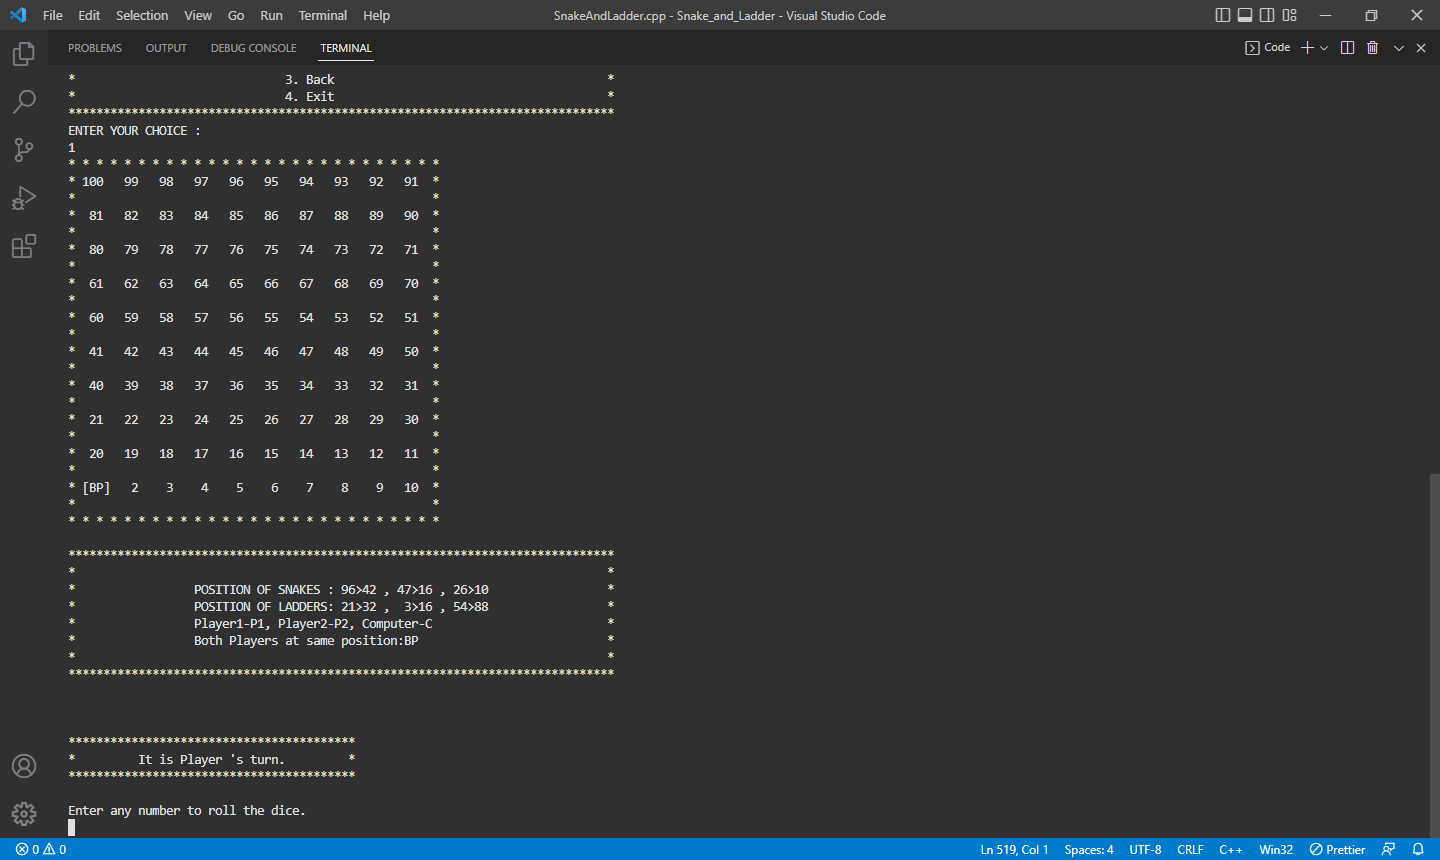 File Edit Selection View Go Run Terminal Help SnakeAndLadder.cpp - Snake_and_Ladder - Visual Studio Code
PROBLEMS OUTPUT DEBUG CONSOLE TERMINAL Code
* 3. Back *
* 4. Exit *
******************************************************************************
ENTER YOUR CHOICE :
1
* * * * * * * * * * * * * * * * * * * * * * * * * * *
* 100 99 98 97 96 95 94 93 92 91 *
* *
* 81 82 83 84 85 86 87 88 89 90 *
* *
* 80 79 78 77 76 75 74 73 72 71 *
* *
* 61 62 63 64 65 66 67 68 69 70 *
* *
* 60 59 58 57 56 55 54 53 52 51 *
* *
* 41 42 43 44 45 46 47 48 49 50 *
* *
* 40 39 38 37 36 35 34 33 32 31 *
* *
* 21 22 23 24 25 26 27 28 29 30 *
* *
* 20 19 18 17 16 15 14 13 12 11 *
* *
* [BP] 2 3 4 5 6 7 8 9 10 *
* *
* * * * * * * * * * * * * * * * * * * * * * * * * * *
******************************************************************************
* *
* POSITION OF SNAKES : 96>42 , 47>16 , 26>10 *
* POSITION OF LADDERS: 21>32 , 3>16 , 54>88 *
* Player1-P1, Player2-P2, Computer-C *
* Both Players at same position:BP *
* *
******************************************************************************
*****************************************
* It is Player 's turn. *
*****************************************
Enter any number to roll the dice.
0 0 Ln 519, Col 1 Spaces: 4 UTF-8 CRLF C++ Win32 Prettier